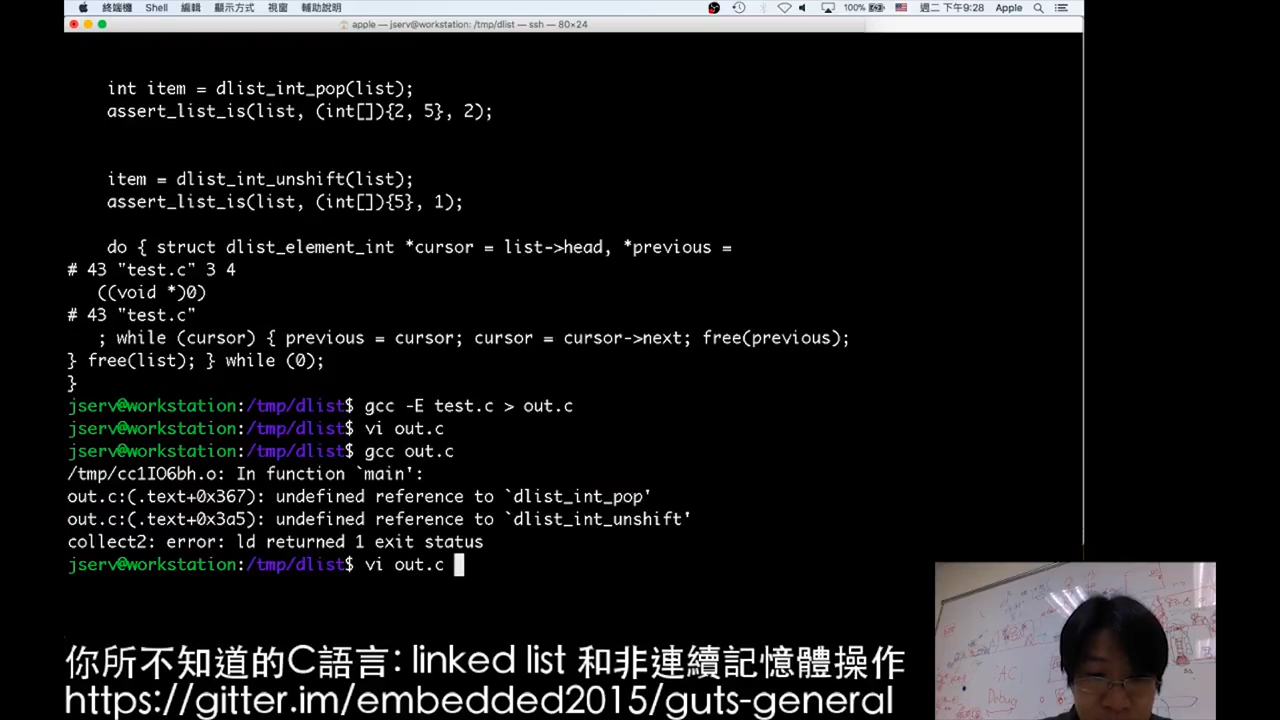 終端機 Shell 編輯 顯示方式 視窗 輔助說明 100% 週二 下午9:28 Apple
apple — jserv@workstation: /tmp/dlist — ssh — 80×24
int item = dlist_int_pop(list);
assert_list_is(list, (int[]){2, 5}, 2);
item = dlist_int_unshift(list);
assert_list_is(list, (int[]){5}, 1);
do { struct dlist_element_int *cursor = list->head, *previous =
# 43 "test.c" 3 4
((void *)0)
# 43 "test.c"
; while (cursor) { previous = cursor; cursor = cursor->next; free(previous);
} free(list); } while (0);
}
jserv@workstation:/tmp/dlist$ gcc -E test.c > out.c
jserv@workstation:/tmp/dlist$ vi out.c
jserv@workstation:/tmp/dlist$ gcc out.c
/tmp/cc1IO6bh.o: In function `main':
out.c:(.text+0x367): undefined reference to `dlist_int_pop'
out.c:(.text+0x3a5): undefined reference to `dlist_int_unshift'
collect2: error: ld returned 1 exit status
jserv@workstation:/tmp/dlist$ vi out.c
你所不知道的C語言: linked list 和非連續記憶體操作
https://gitter.im/embedded2015/guts-general
AC
Debug